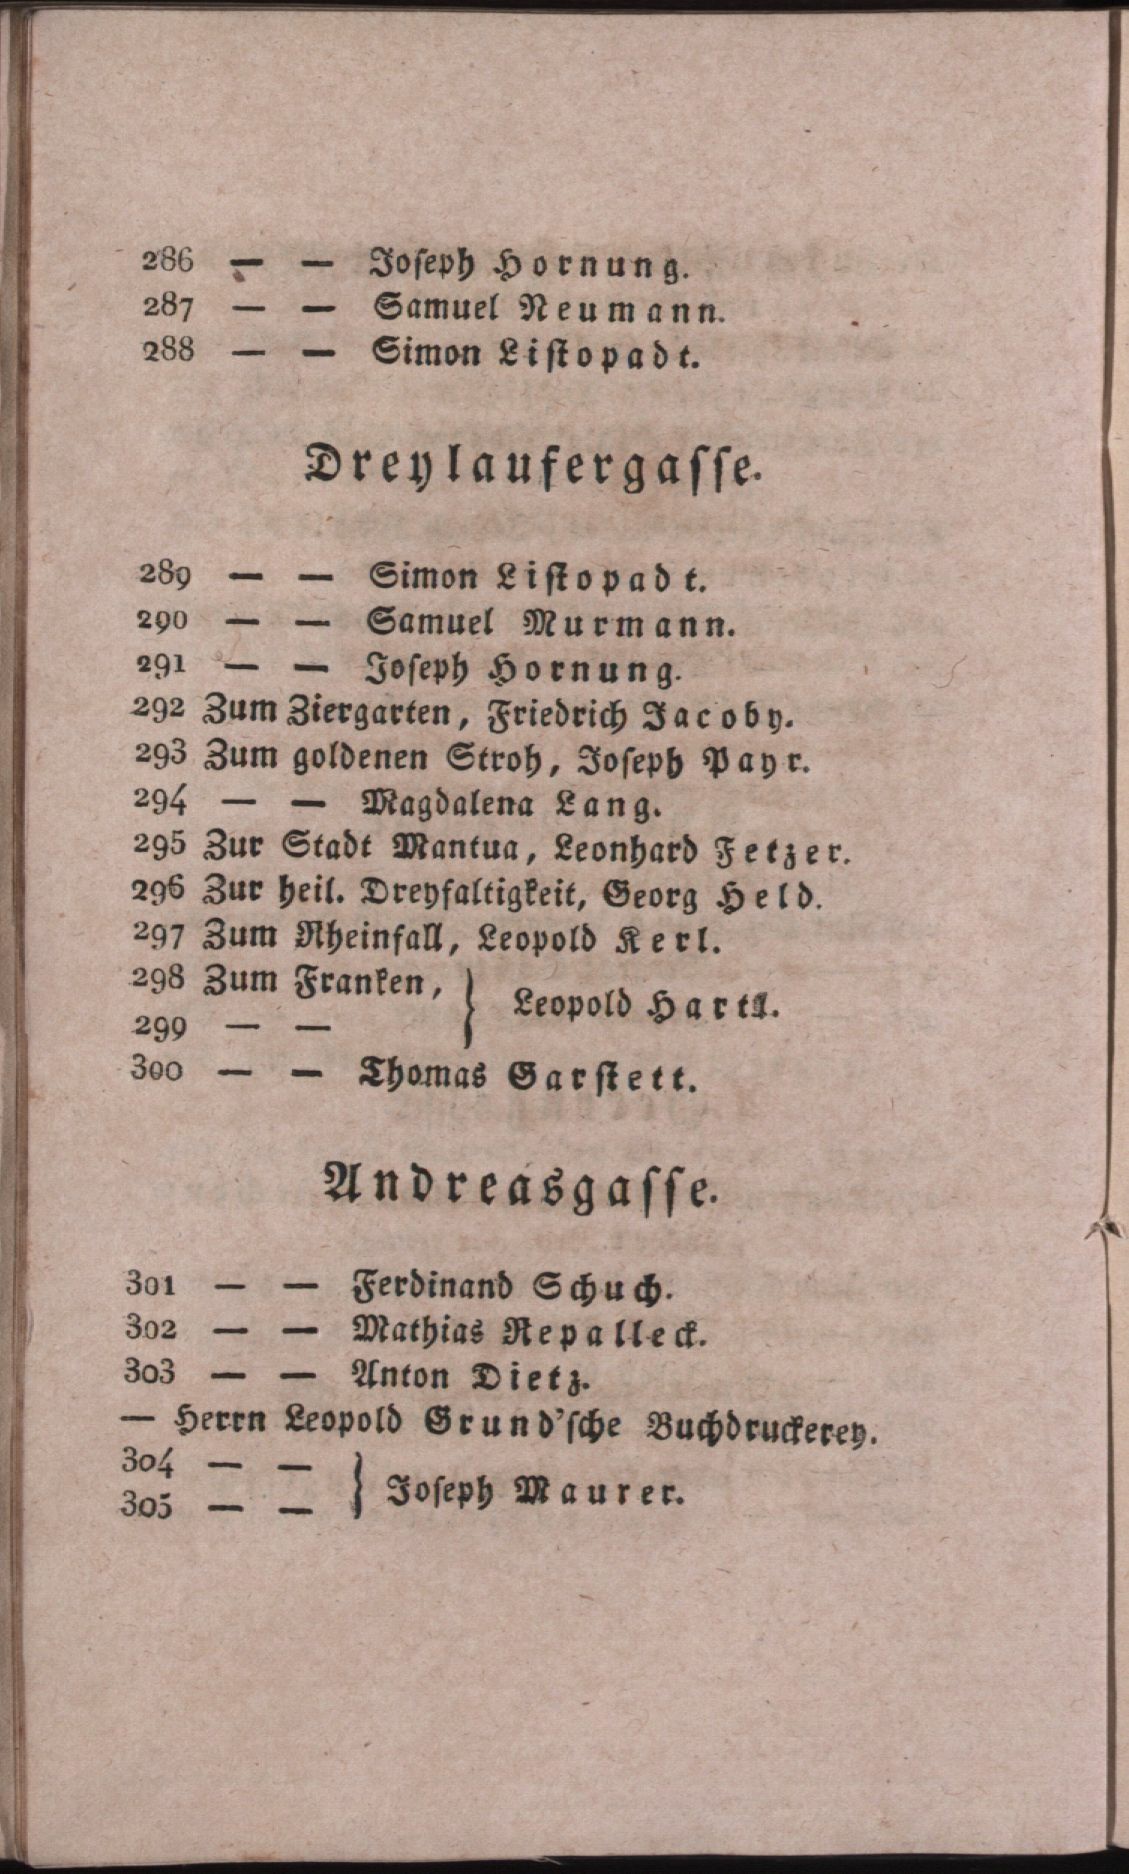 286 — — Joseph Hornung.
287 — — Samuel Neumann.
288 — — Simon Listopadt.
Dreylaufergasse.
289 — — Simon Listopadt.
290 — — Samuel Murmann.
291 — — Joseph Hornung.
292 Zum Ziergarten, Friedrich Jacoby.
293 Zum goldenen Stroh, Joseph Payr.
294 — — Magdalena Lang.
295 Zur Stadt Mantua, Leonhard Fetzer.
296 Zur heil. Dreyfaltigkeit, Georg Held.
297 Zum Rheinfall, Leopold Kerl.
298 Zum Franken,
299 — — } Leopold Hartl.
300 — — Thomas Garstett.
Andreasgasse.
301 — — Ferdinand Schuch.
302 — — Mathias Repalleck.
303 — — Anton Dietz.
— Herrn Leopold Grund'sche Buchdruckerey.
304 — —
305 — — } Joseph Maurer.